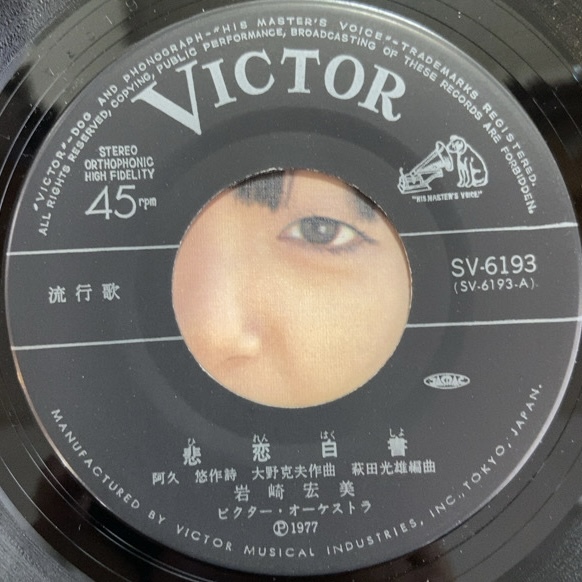 "VICTOR"–DOG AND PHONOGRAPH–"HIS MASTER'S VOICE"–TRADEMARKS REGISTERED.
ALL RIGHTS RESERVED, COPYING, PUBLIC PERFORMANCE, BROADCASTING OF THESE RECORDS ARE FORBIDDEN.
VICTOR
STEREO
ORTHOPHONIC
HIGH FIDELITY
45rpm
"HIS MASTER'S VOICE"
SV-6193
(SV-6193-A)
流行歌
JASRAC
ひ れん はく しょ
悲恋白書
阿久 悠作詩 大野克夫作曲 萩田光雄編曲
岩崎宏美
ビクター・オーケストラ
Ⓟ1977
MANUFACTURED BY VICTOR MUSICAL INDUSTRIES, INC., TOKYO, JAPAN.